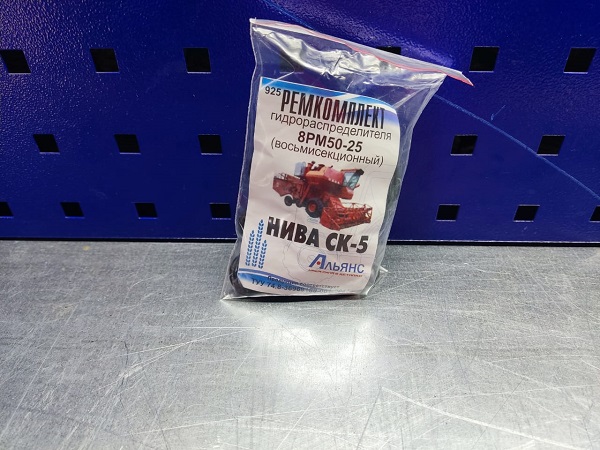 925 РЕМКОМПЛЕКТ
гидрораспределителя
8РМ50-25
(восьмисекционный)
НИВА СК-5
АЛЬЯНС